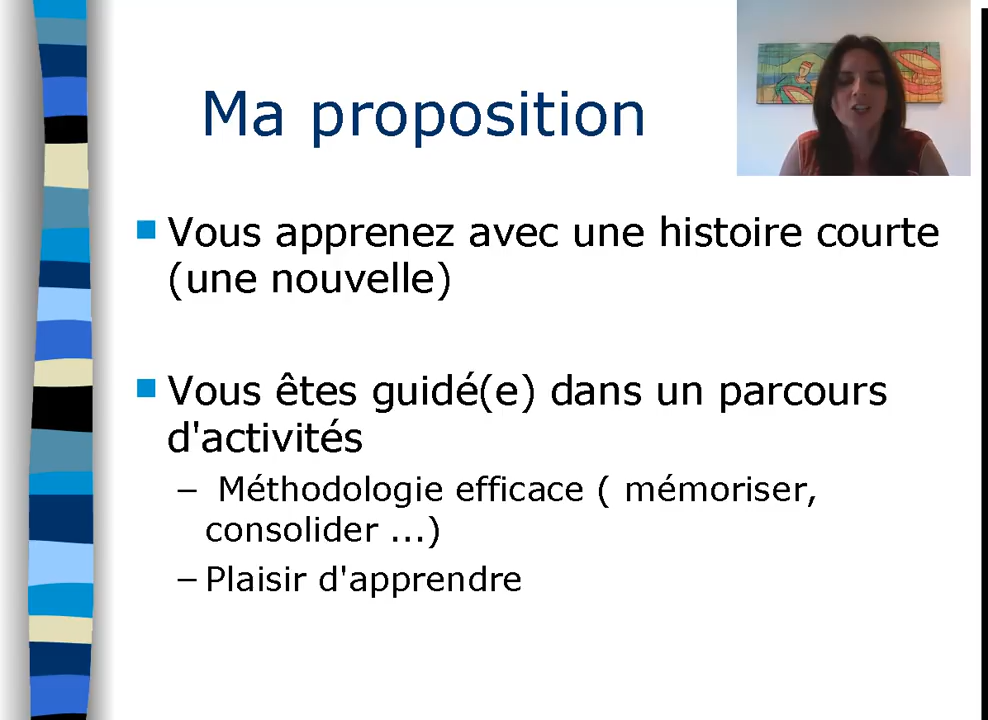 Ma proposition
Vous apprenez avec une histoire courte
(une nouvelle)
Vous êtes guidé(e) dans un parcours
d'activités
– Méthodologie efficace ( mémoriser,
consolider ...)
– Plaisir d'apprendre